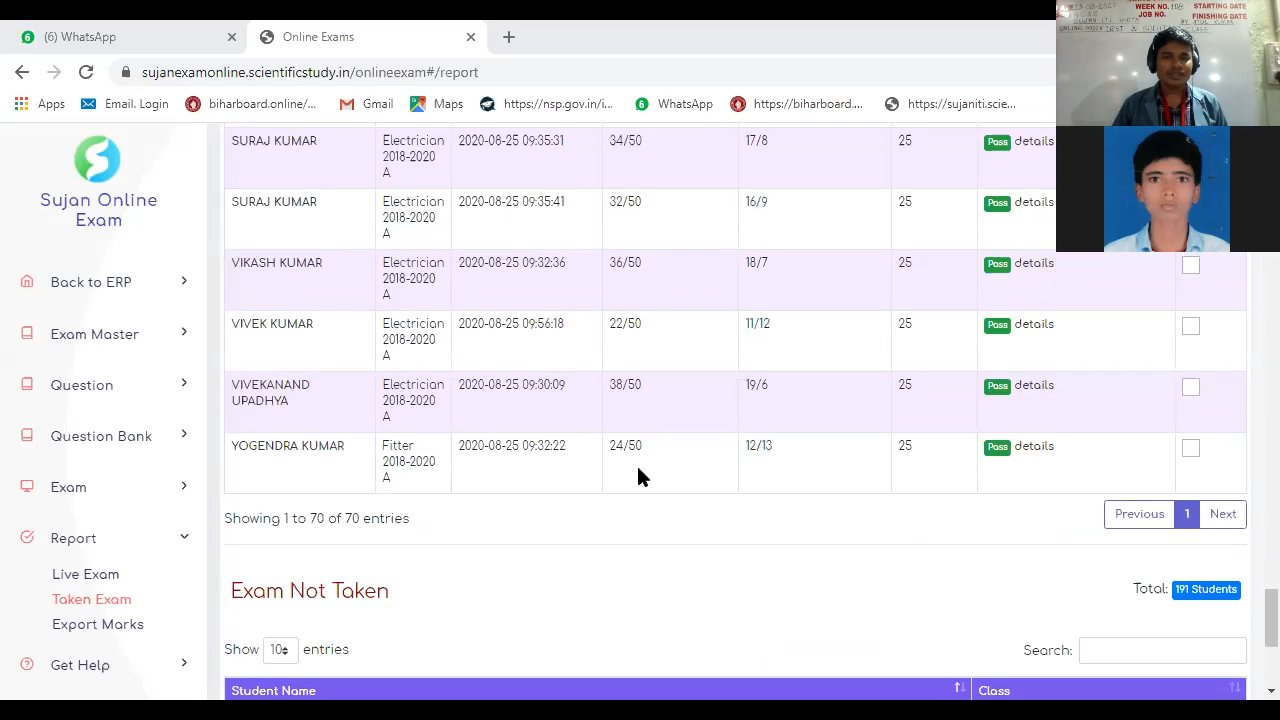 (6) WhatsApp
Online Exams
sujanexamonline.scientificstudy.in/onlineexam#/report
WEEK NO. 108
STARTING DATE
JOB NO.
FINISHING DATE
Apps
Email. Login
biharboard.online/...
Gmail
Maps
https://nsp.gov.in/i...
WhatsApp
https://biharboard....
https://sujaniti.scie...
Sujan Online
Exam
Back to ERP
Exam Master
Question
Question Bank
Exam
Report
Live Exam
Taken Exam
Export Marks
Get Help
SURAJ KUMAR Electrician 2020-08-25 09:35:31 34/50 17/8 25 Pass details
2018-2020
A
SURAJ KUMAR Electrician 2020-08-25 09:35:41 32/50 16/9 25 Pass details
2018-2020
A
VIKASH KUMAR Electrician 2020-08-25 09:32:36 36/50 18/7 25 Pass details
2018-2020
A
VIVEK KUMAR Electrician 2020-08-25 09:56:18 22/50 11/12 25 Pass details
2018-2020
A
VIVEKANAND Electrician 2020-08-25 09:30:09 38/50 19/6 25 Pass details
UPADHYA 2018-2020
A
YOGENDRA KUMAR Fitter 2020-08-25 09:32:22 24/50 12/13 25 Pass details
2018-2020
A
Showing 1 to 70 of 70 entries
Previous 1 Next
Exam Not Taken
Total: 191 Students
Show 10 entries
Search:
Student Name Class